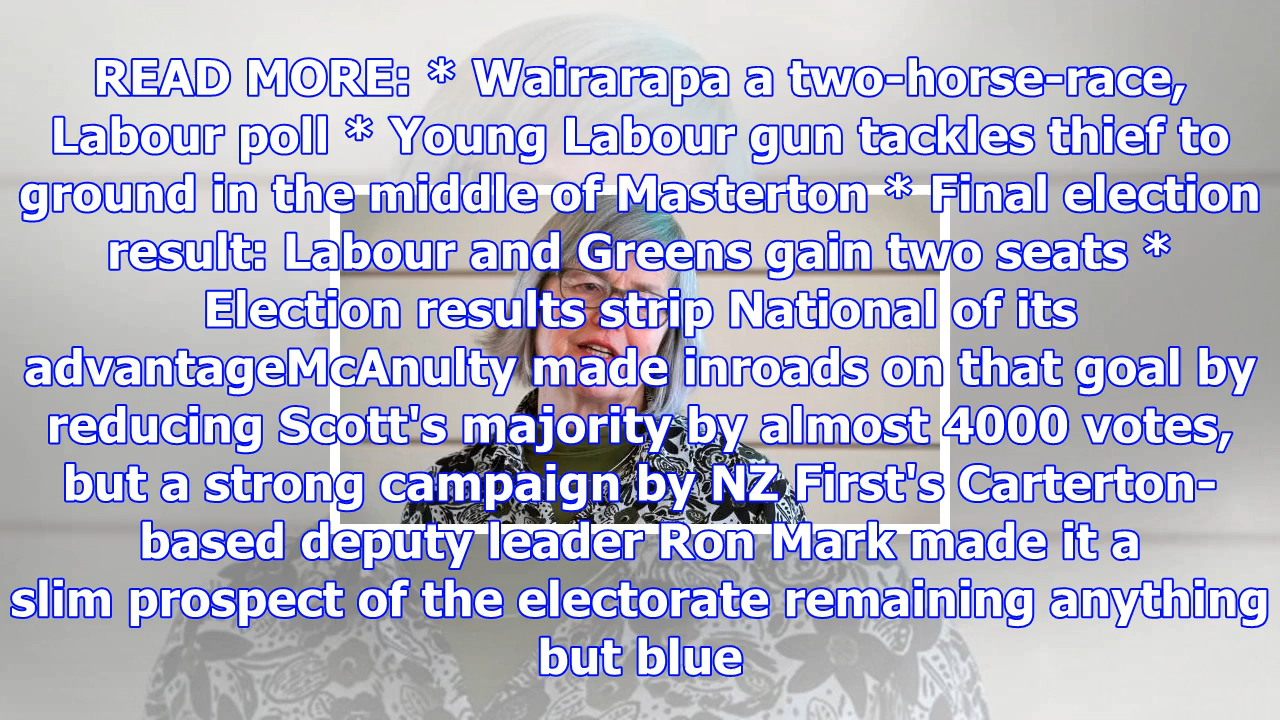 READ MORE: * Wairarapa a two-horse-race,
Labour poll * Young Labour gun tackles thief to
ground in the middle of Masterton * Final election
result: Labour and Greens gain two seats *
Election results strip National of its
advantageMcAnulty made inroads on that goal by
reducing Scott's majority by almost 4000 votes,
but a strong campaign by NZ First's Carterton-
based deputy leader Ron Mark made it a
slim prospect of the electorate remaining anything
but blue